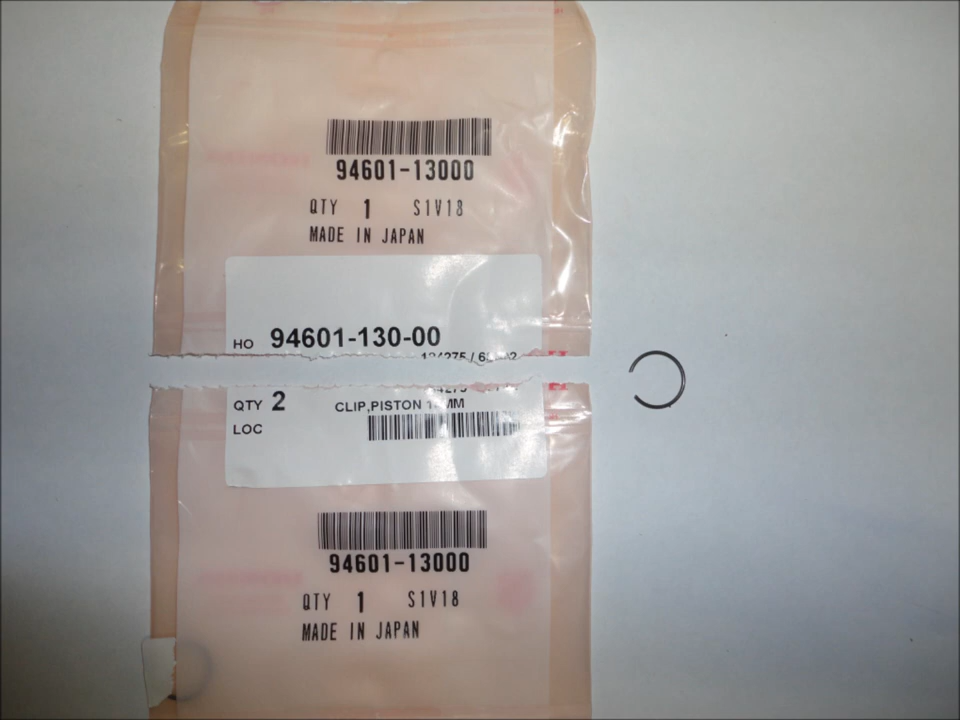 94601-13000
QTY 1 S1V18
MADE IN JAPAN
HO 94601-130-00
QTY 2 CLIP,PISTON
LOC
94601-13000
QTY 1 S1V18
MADE IN JAPAN